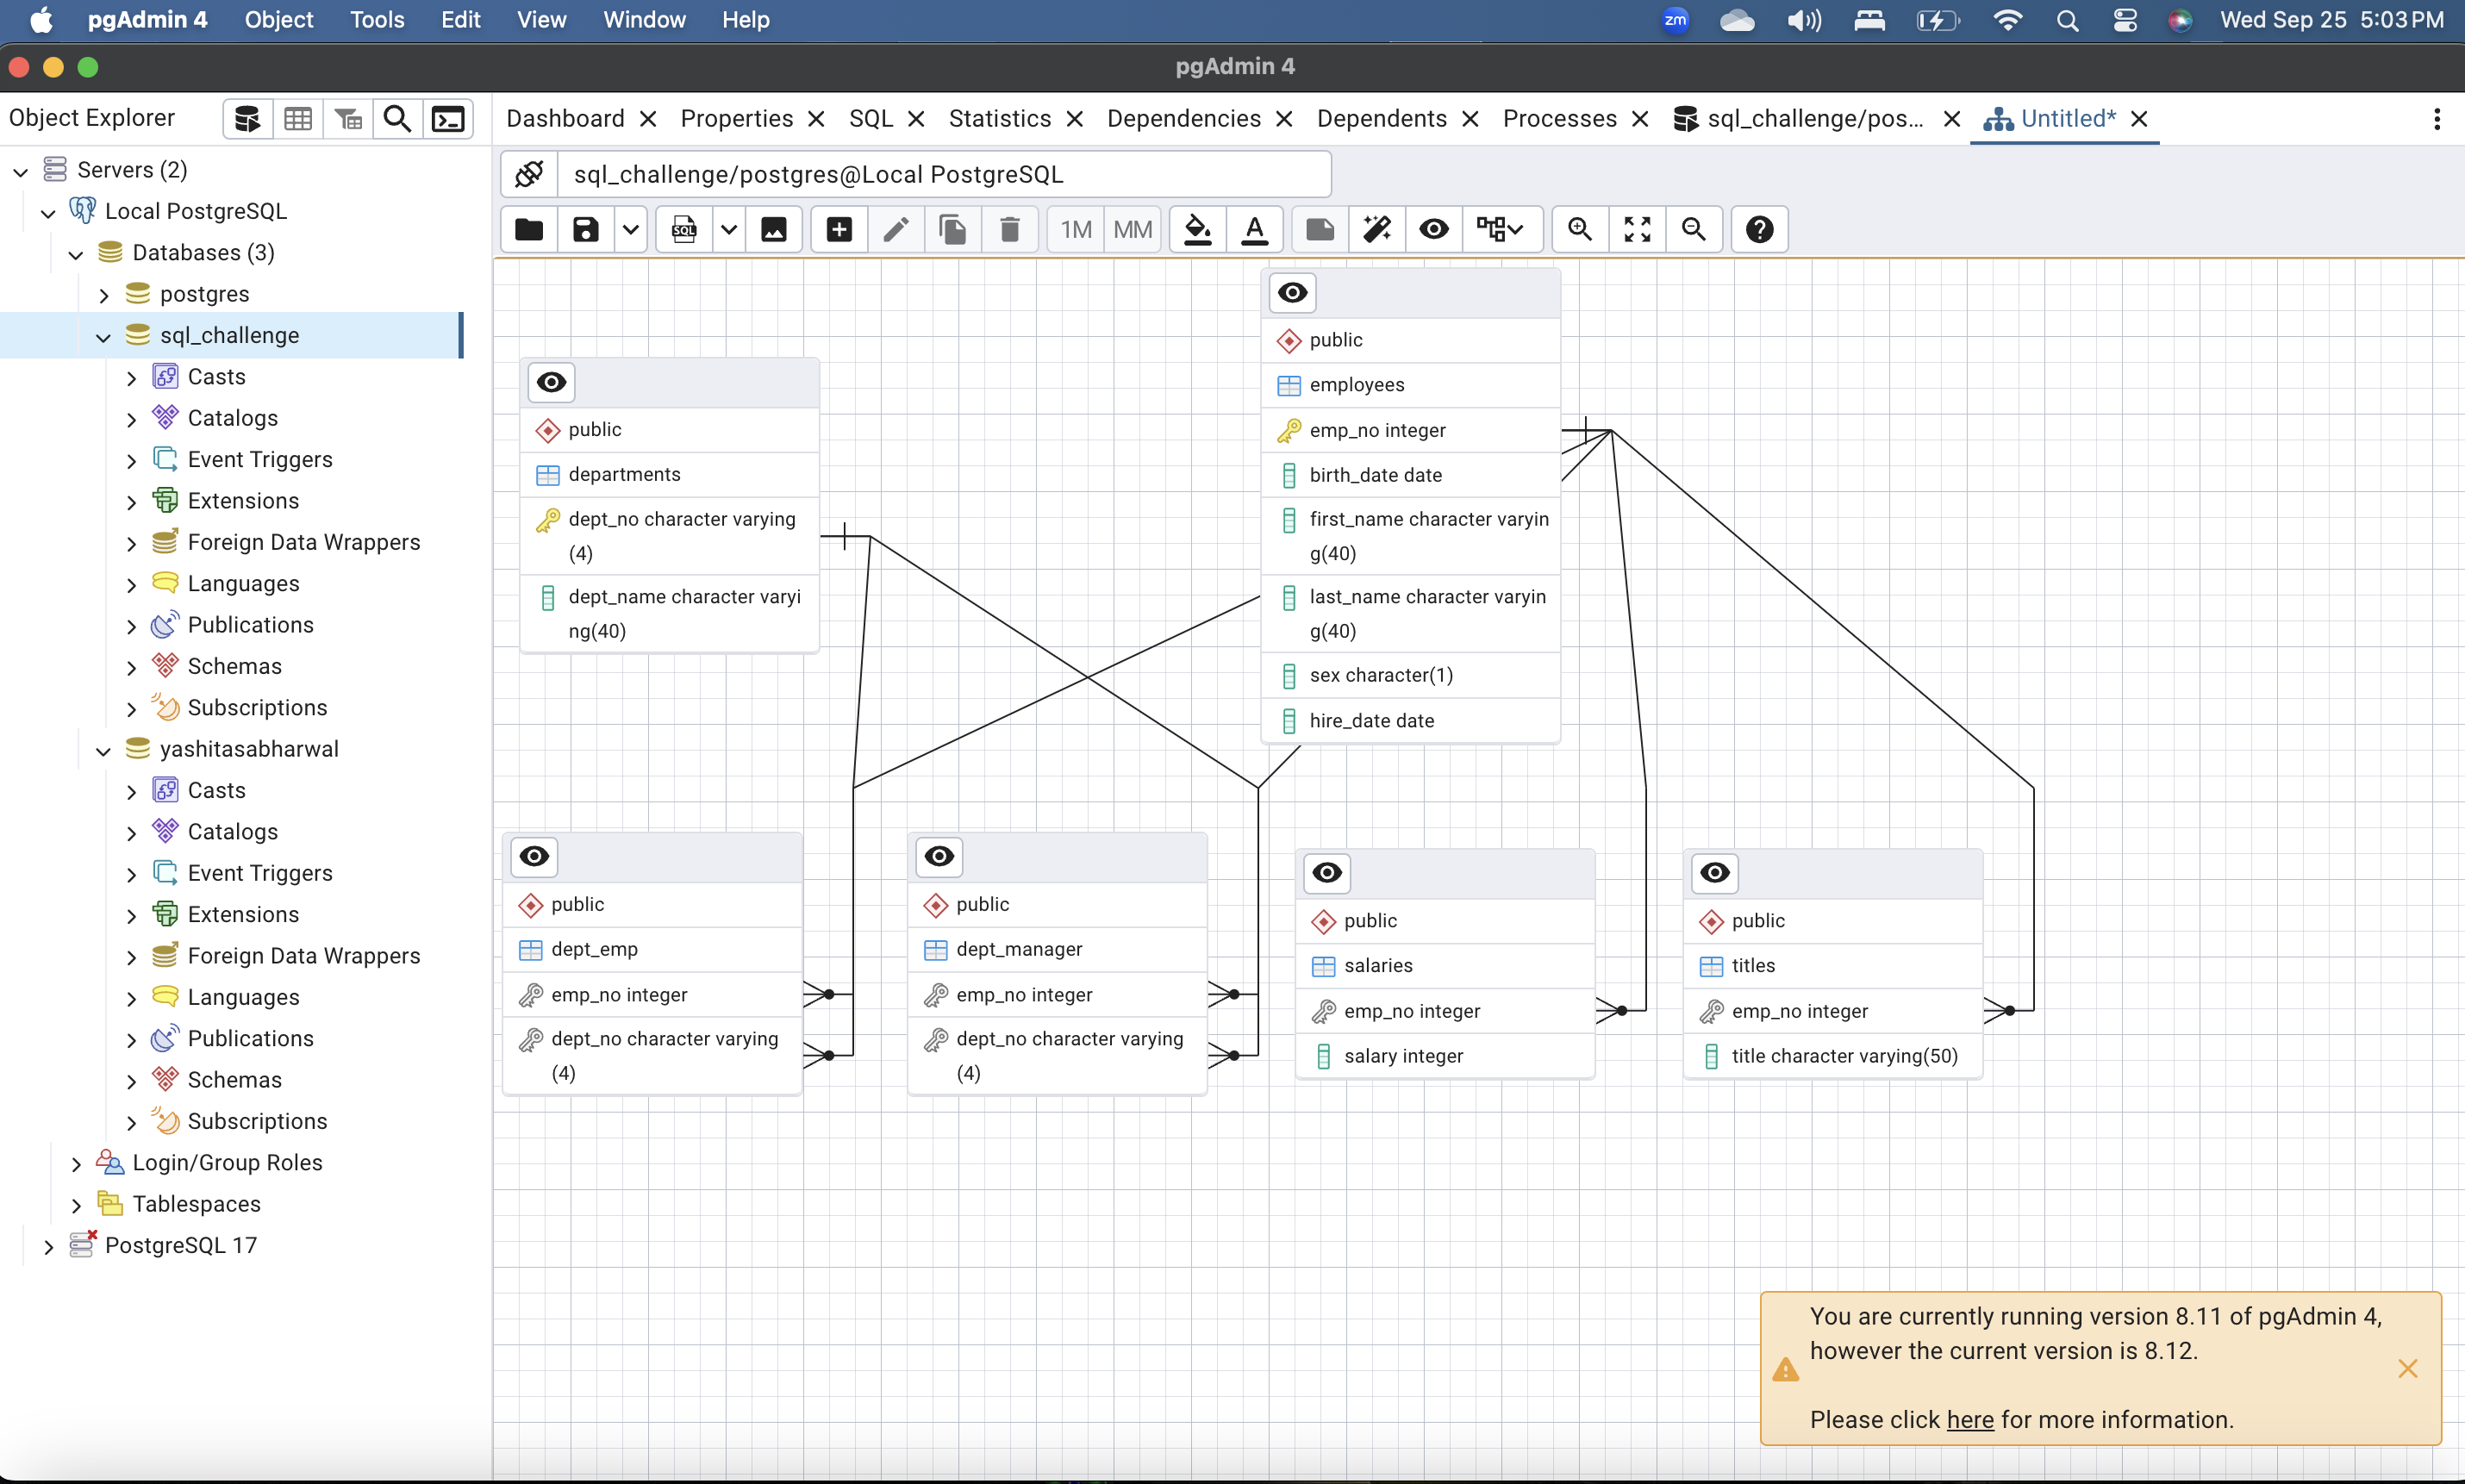 pgAdmin 4 Object Tools Edit View Window Help zm Wed Sep 25 5:03 PM
pgAdmin 4
Object Explorer
Dashboard Properties SQL Statistics Dependencies Dependents Processes sql_challenge/pos... Untitled*
sql_challenge/postgres@Local PostgreSQL
SQL 1M MM A
Servers (2)
Local PostgreSQL
Databases (3)
postgres
sql_challenge
Casts
Catalogs
Event Triggers
Extensions
Foreign Data Wrappers
Languages
Publications
Schemas
Subscriptions
yashitasabharwal
Casts
Catalogs
Event Triggers
Extensions
Foreign Data Wrappers
Languages
Publications
Schemas
Subscriptions
Login/Group Roles
Tablespaces
PostgreSQL 17
public
departments
dept_no character varying
(4)
dept_name character varyi
ng(40)
public
employees
emp_no integer
birth_date date
first_name character varyin
g(40)
last_name character varyin
g(40)
sex character(1)
hire_date date
public
dept_emp
emp_no integer
dept_no character varying
(4)
public
dept_manager
emp_no integer
dept_no character varying
(4)
public
salaries
emp_no integer
salary integer
public
titles
emp_no integer
title character varying(50)
You are currently running version 8.11 of pgAdmin 4,
however the current version is 8.12.
Please click here for more information.